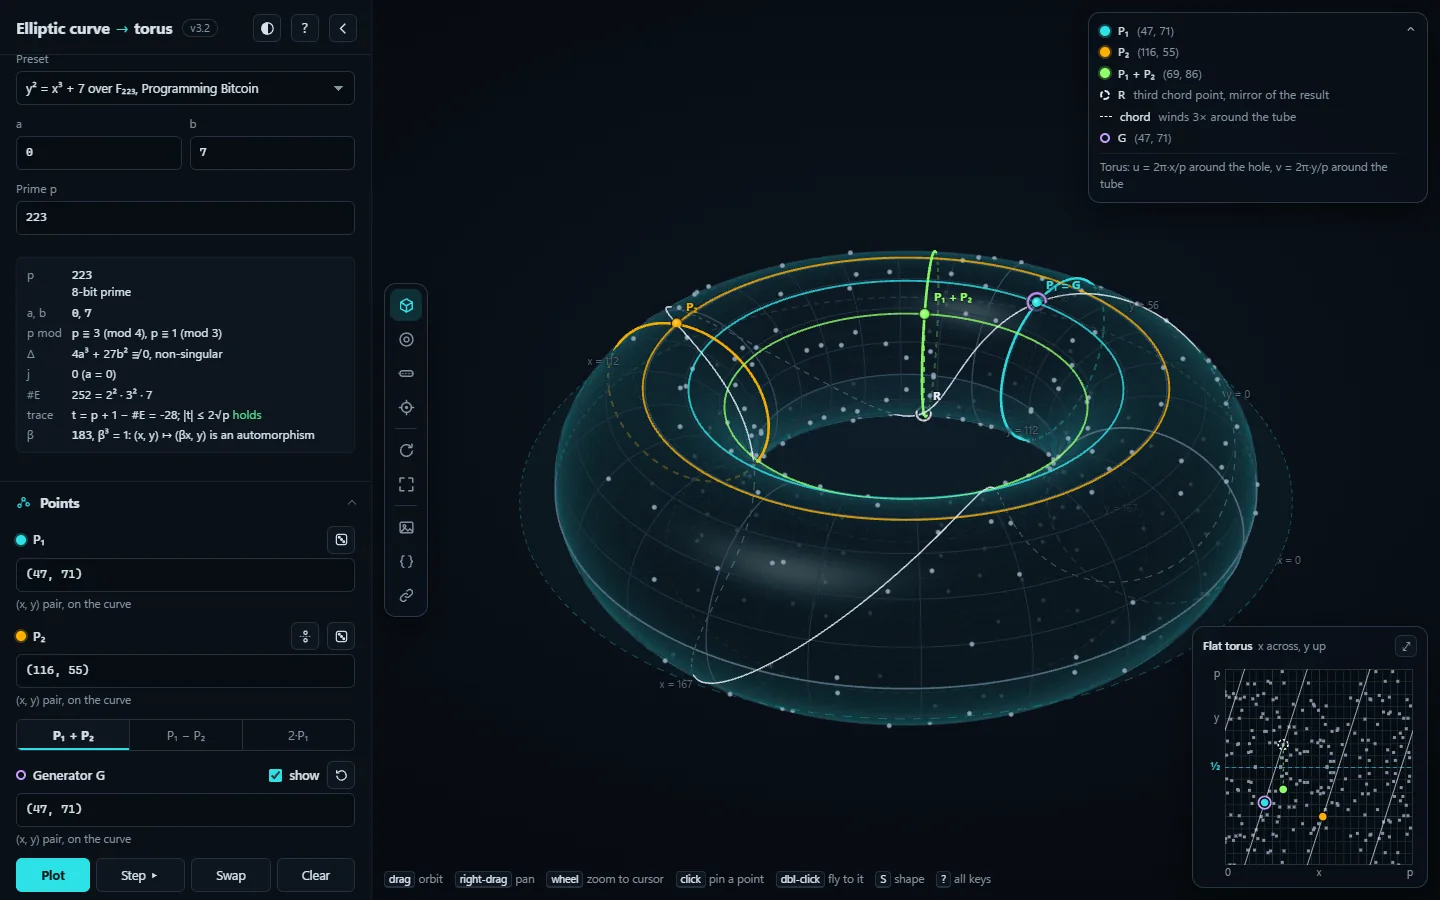 Elliptic curve → torus v3.2
?
Preset
y² = x³ + 7 over F₂₂₃, Programming Bitcoin
a
b
0
7
Prime p
223
p 223
8-bit prime
a, b 0, 7
p mod p ≡ 3 (mod 4), p ≡ 1 (mod 3)
Δ 4a³ + 27b² ≢ 0, non-singular
j 0 (a = 0)
#E 252 = 2² · 3² · 7
trace t = p + 1 − #E = -28; |t| ≤ 2√p holds
β 183, β³ = 1: (x, y) ↦ (βx, y) is an automorphism
Points
P₁
(47, 71)
(x, y) pair, on the curve
P₂
(116, 55)
(x, y) pair, on the curve
P₁ + P₂
P₁ − P₂
2·P₁
Generator G
show
(47, 71)
(x, y) pair, on the curve
Plot
Step ▸
Swap
Clear
P₁ (47, 71)
P₂ (116, 55)
P₁ + P₂ (69, 86)
R third chord point, mirror of the result
chord winds 3× around the tube
G (47, 71)
Torus: u = 2π·x/p around the hole, v = 2π·y/p around the
tube
P₁ = G
P₁ + P₂
P₂
56
x = 112
R
y = 0
y = 112
y = 167
x = 0
x = 167
Flat torus x across, y up
p
y
½
0
x
p
drag orbit right-drag pan wheel zoom to cursor click pin a point dbl-click fly to it S shape ? all keys